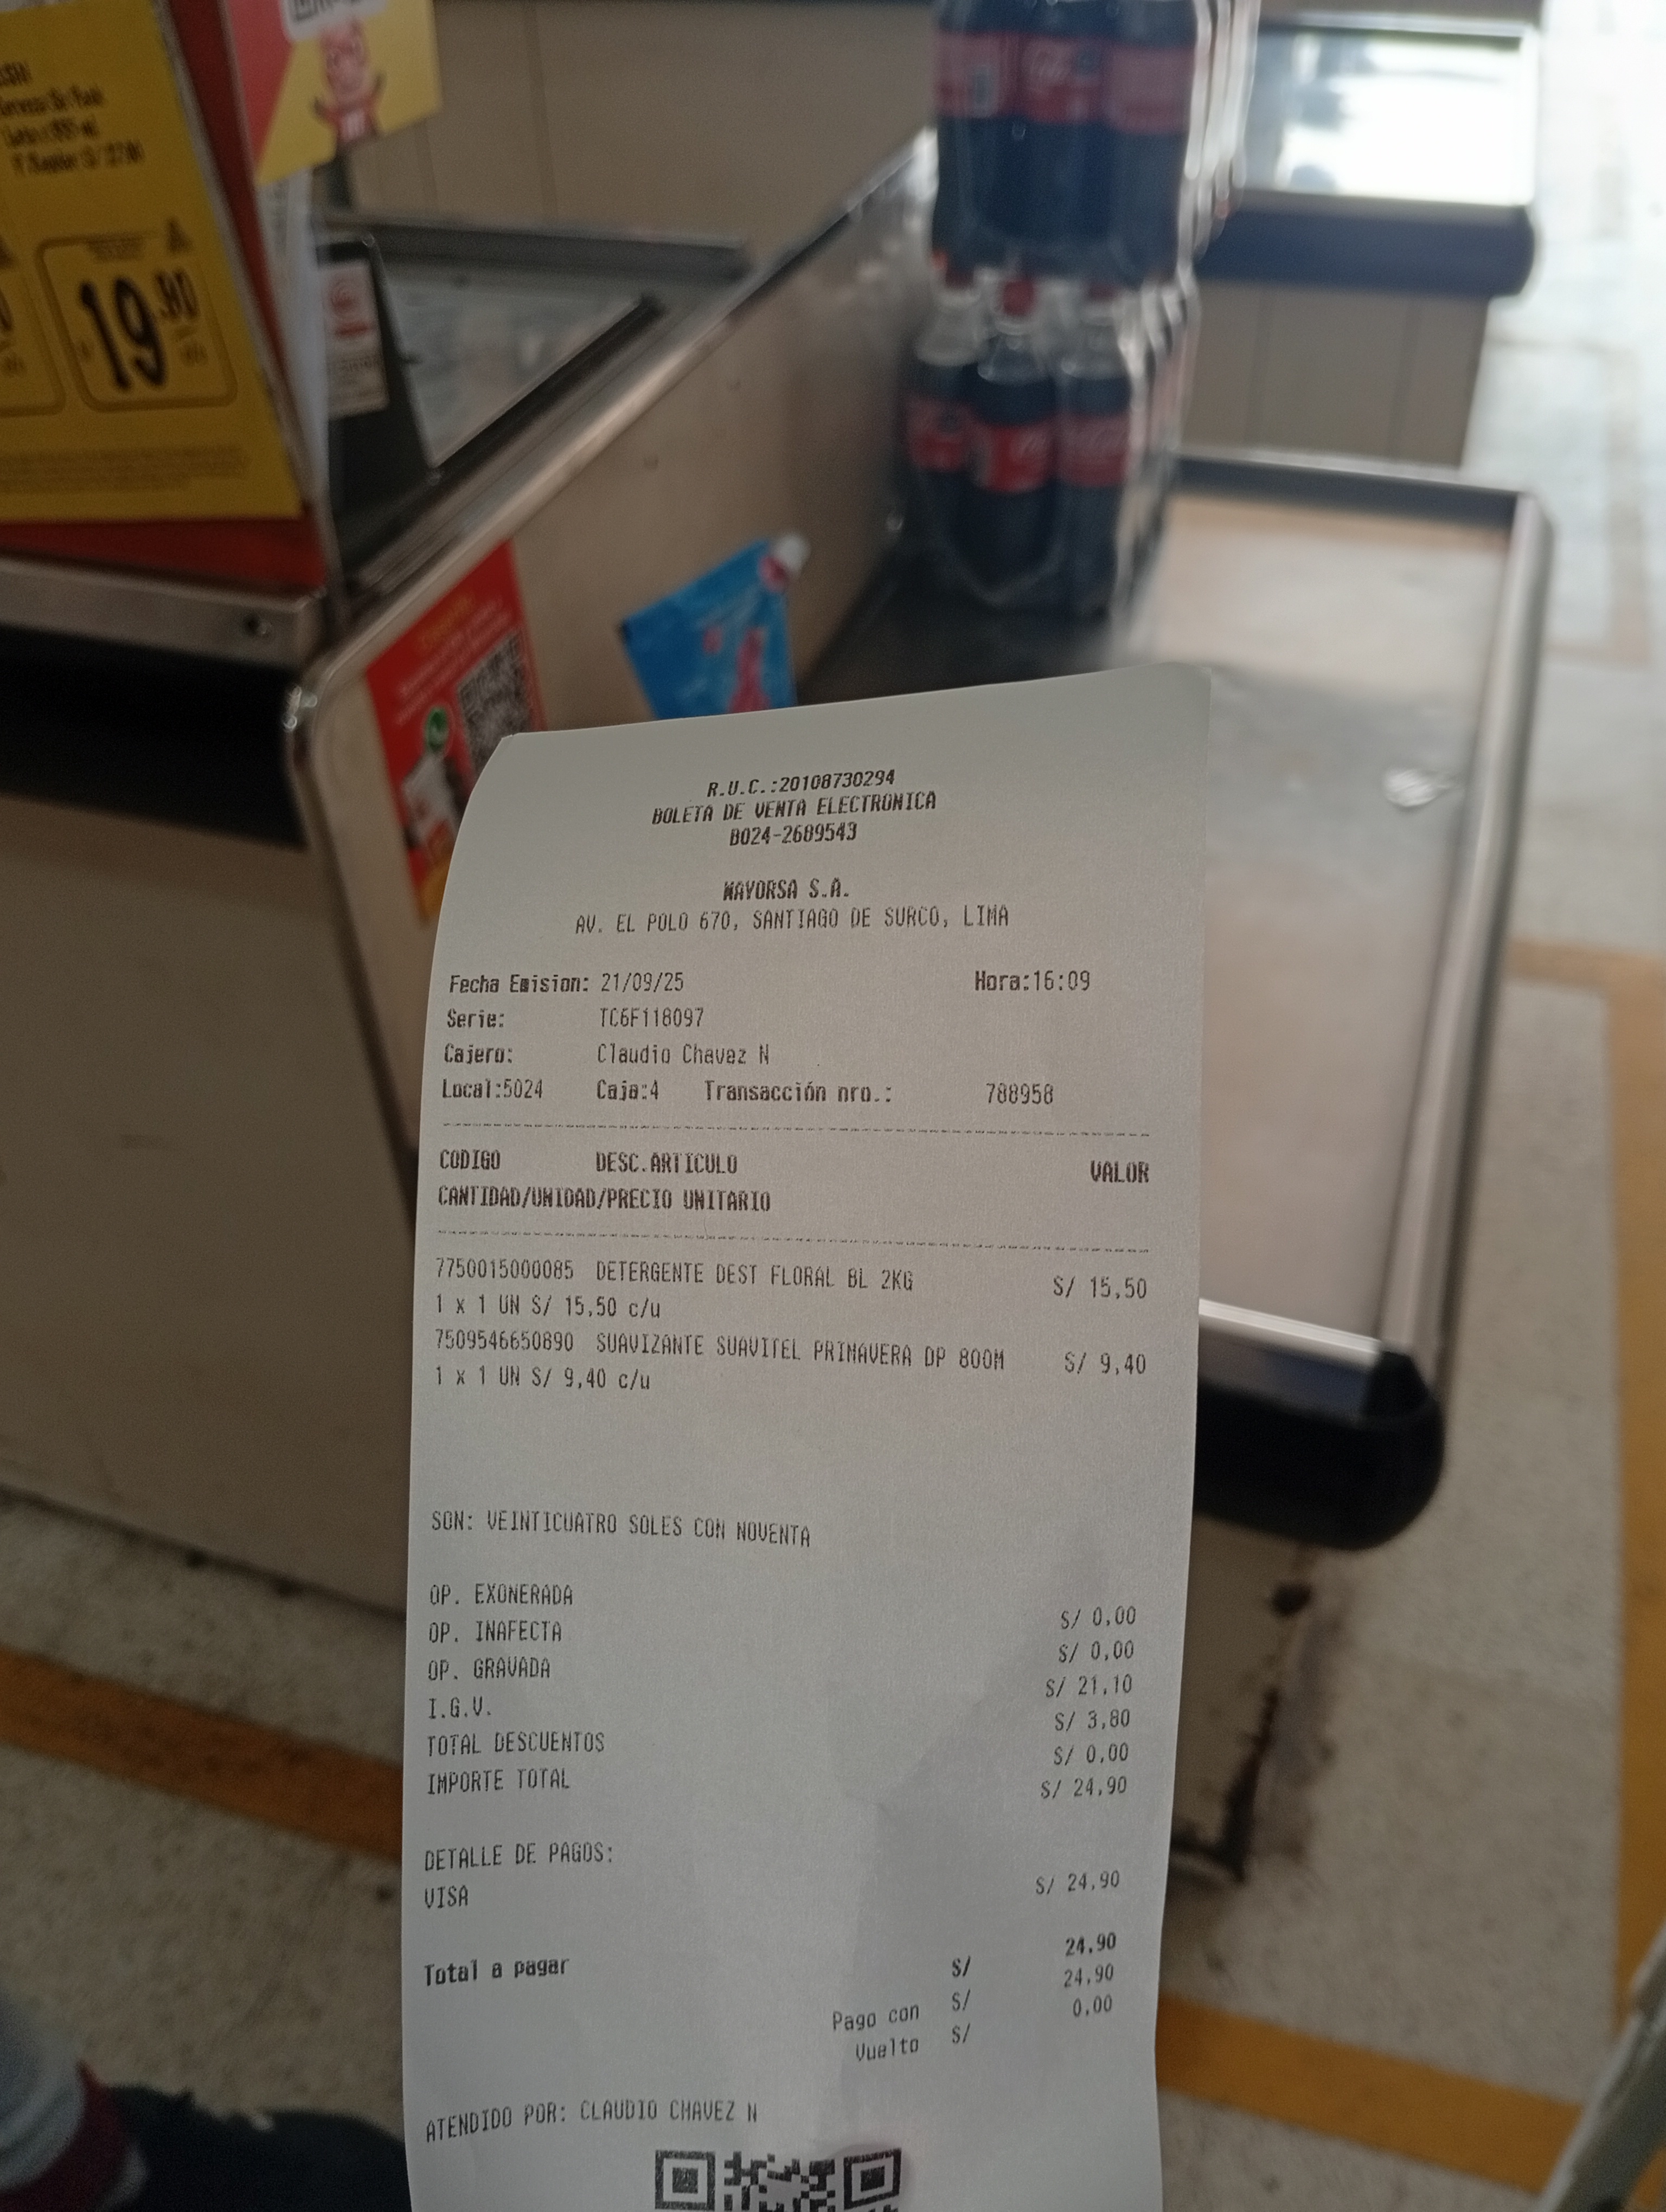 19.90
R.U.C.:20108730294
BOLETA DE VENTA ELECTRONICA
B024-2689543
MAYORSA S.A.
AV. EL POLO 670, SANTIAGO DE SURCO, LIMA
Fecha Emision: 21/09/25 Hora:16:09
Serie: TC6F118097
Cajero: Claudio Chavez N
Local:5024 Caja:4 Transacción nro.: 788958
CODIGO DESC.ARTICULO VALOR
CANTIDAD/UNIDAD/PRECIO UNITARIO
7750015000085 DETERGENTE DEST FLORAL BL 2KG S/ 15,50
1 x 1 UN S/ 15,50 c/u
7509546650890 SUAVIZANTE SUAVITEL PRIMAVERA DP 800M S/ 9,40
1 x 1 UN S/ 9,40 c/u
SON: VEINTICUATRO SOLES CON NOVENTA
OP. EXONERADA S/ 0,00
OP. INAFECTA S/ 0,00
OP. GRAVADA S/ 21,10
I.G.V. S/ 3,80
TOTAL DESCUENTOS S/ 0,00
IMPORTE TOTAL S/ 24,90
DETALLE DE PAGOS:
VISA S/ 24,90
Total a pagar S/ 24,90
Pago con S/ 24,90
Vuelto S/ 0,00
ATENDIDO POR: CLAUDIO CHAVEZ N